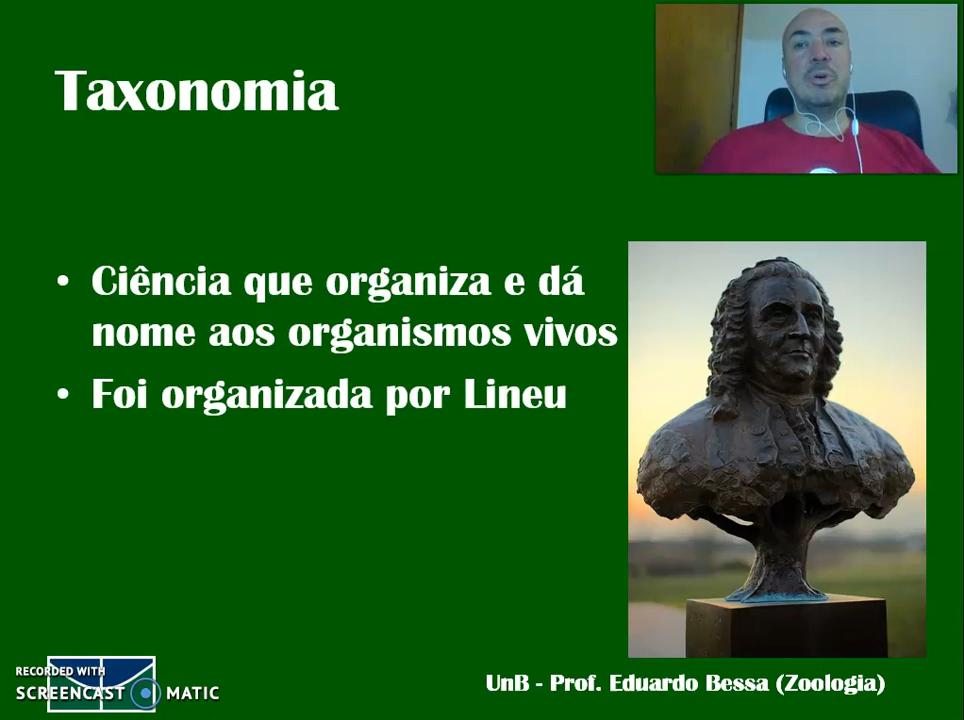 Taxonomia
• Ciência que organiza e dá
nome aos organismos vivos
• Foi organizada por Lineu
RECORDED WITH
SCREENCAST MATIC
UnB - Prof. Eduardo Bessa (Zoologia)